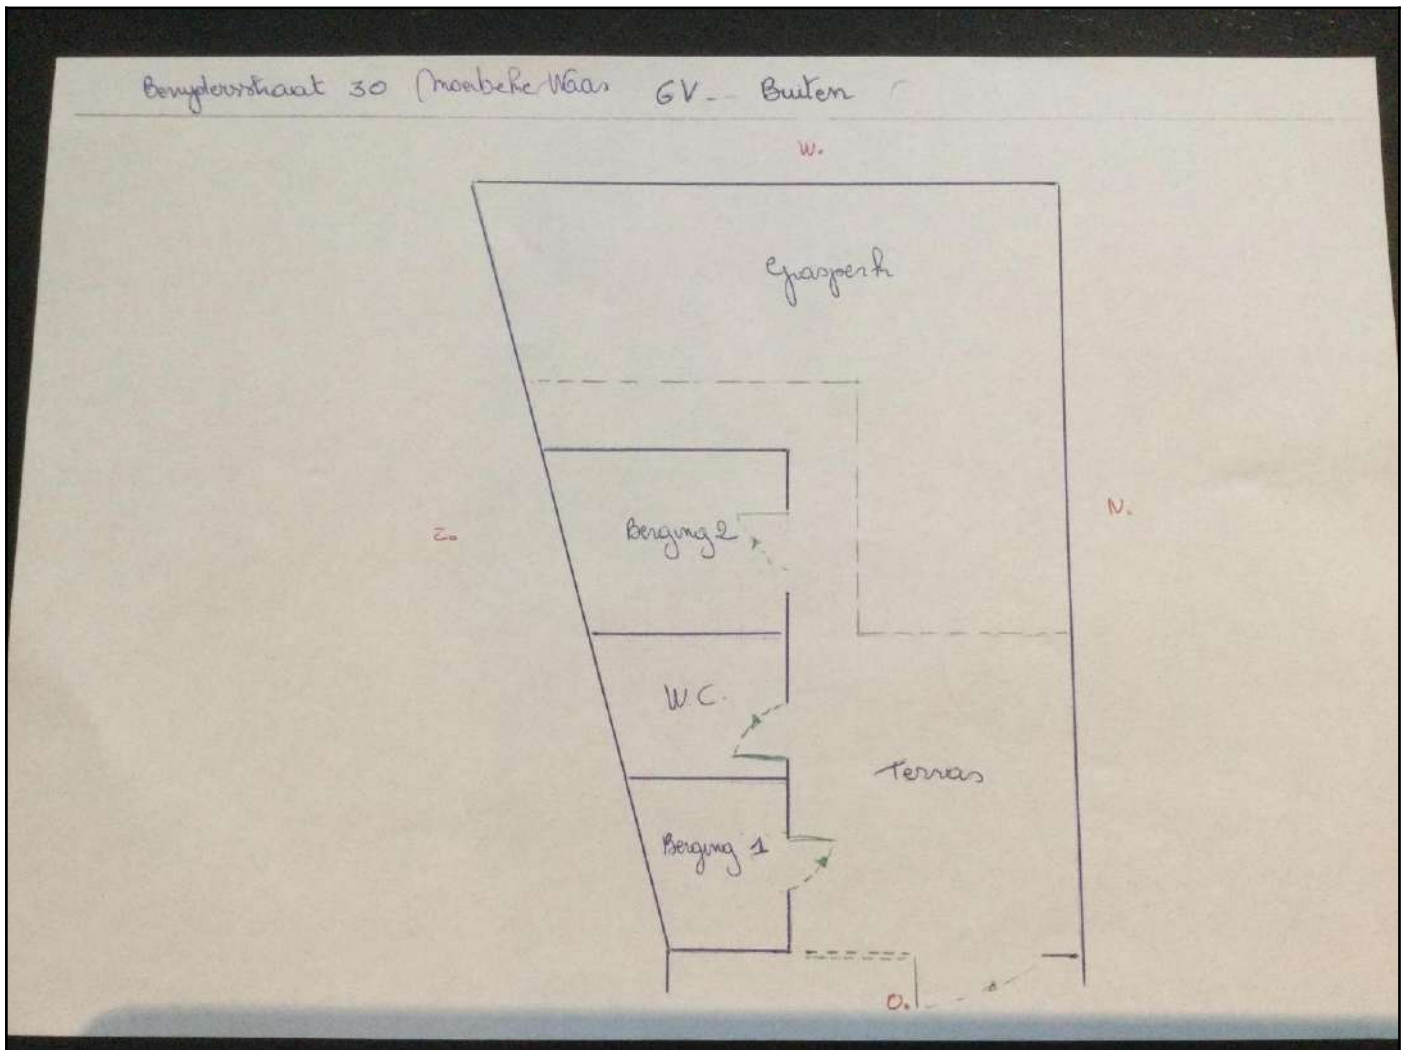 30 Moerbeke-Waas GV - Buiten
W.
Grasperk
N.
Z.
Berging 2
W.C.
Terras
Berging 1
O.